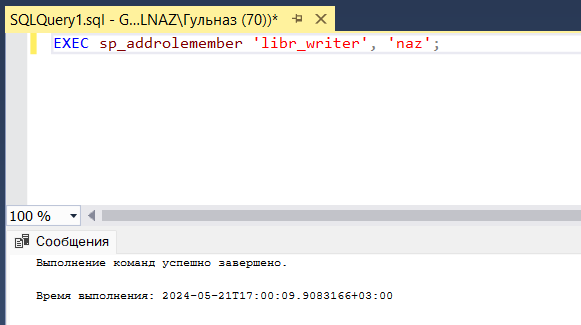 SQLQuery1.sql - G...LNAZ\Гульназ (70))*
EXEC sp_addrolemember 'libr_writer', 'naz';
100 %
Сообщения
Выполнение команд успешно завершено.
Время выполнения: 2024-05-21T17:00:09.9083166+03:00